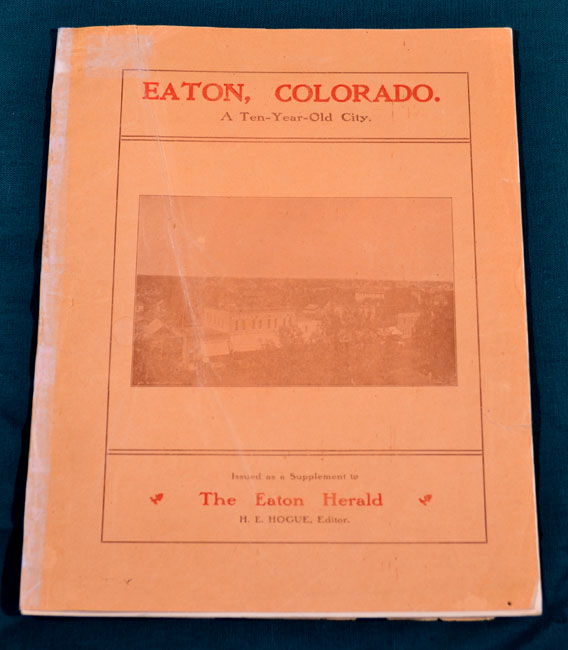 EATON, COLORADO.
A Ten-Year-Old City.
Issued as a Supplement to
The Eaton Herald
H. E. HOGUE, Editor.